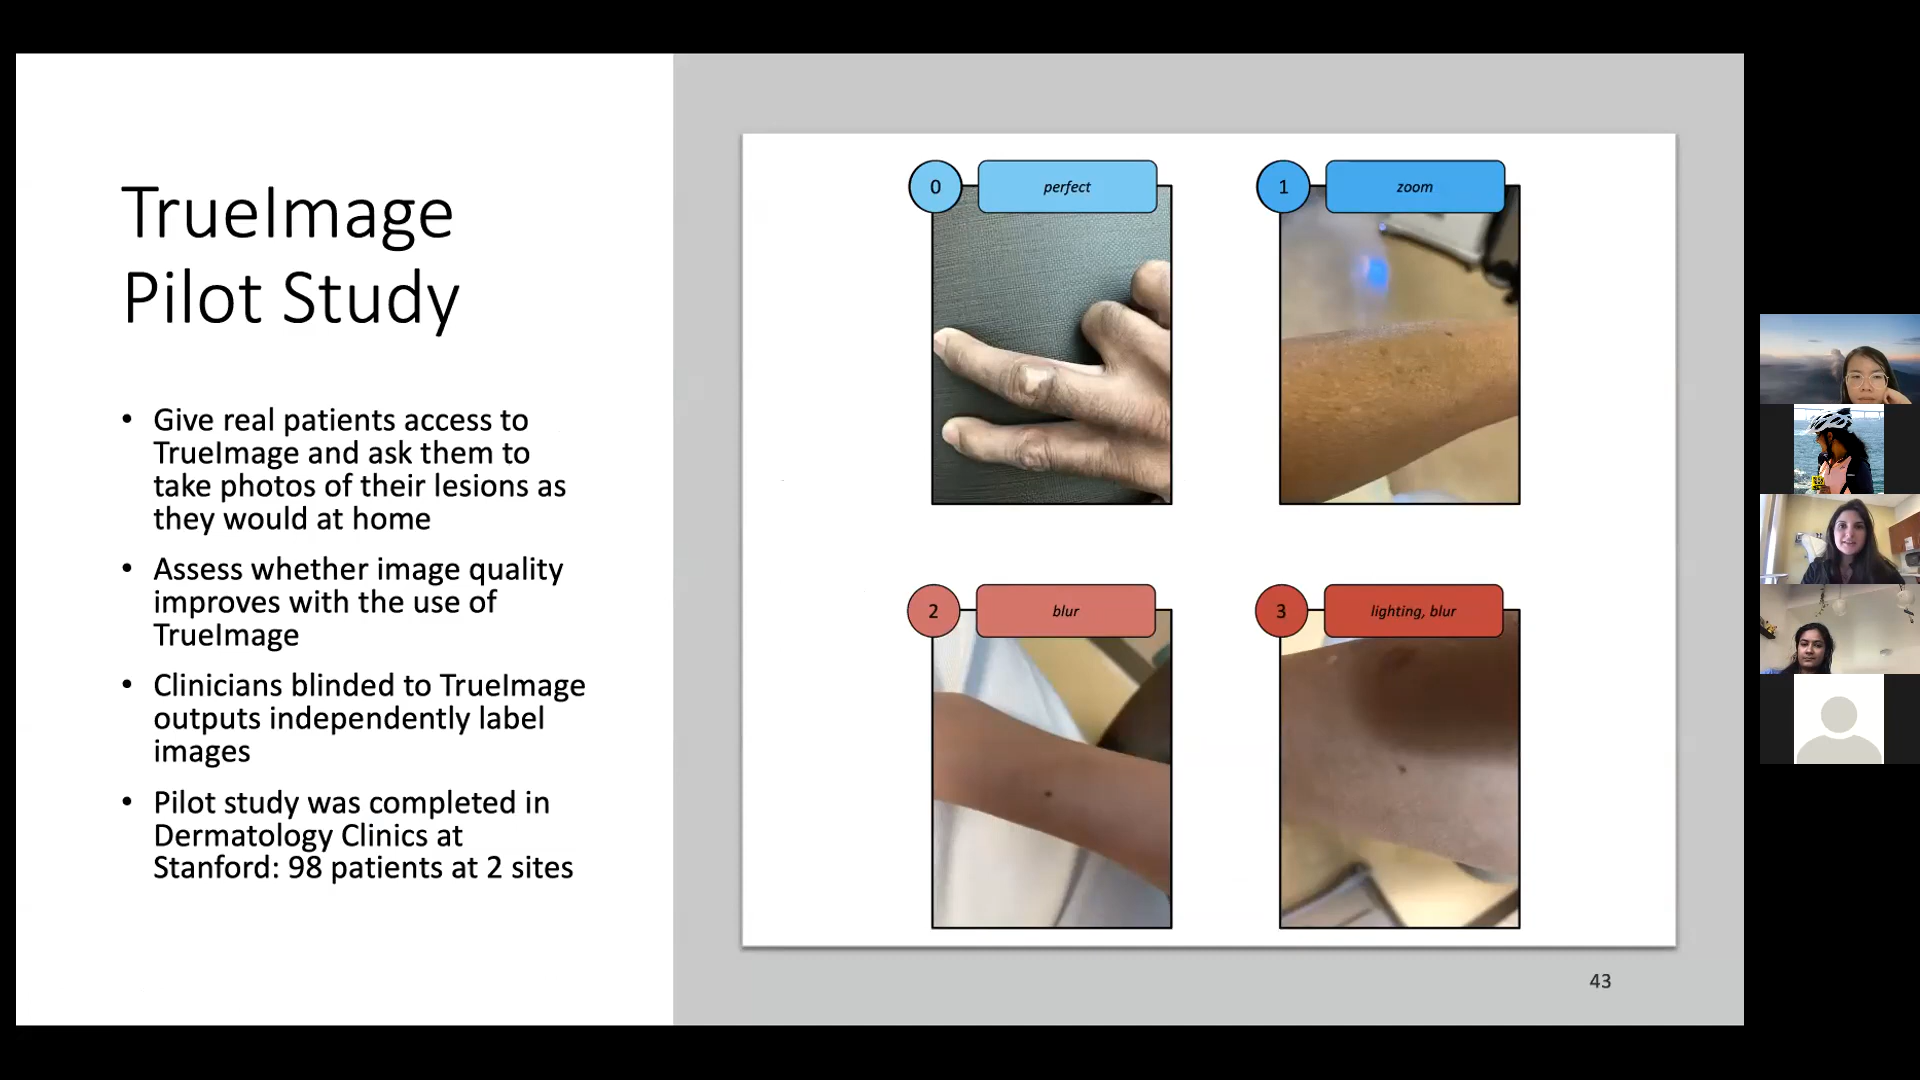 TrueImage
Pilot Study
• Give real patients access to
TrueImage and ask them to
take photos of their lesions as
they would at home
• Assess whether image quality
improves with the use of
TrueImage
• Clinicians blinded to TrueImage
outputs independently label
images
• Pilot study was completed in
Dermatology Clinics at
Stanford: 98 patients at 2 sites
0 perfect
1 zoom
2 blur
3 lighting, blur
43